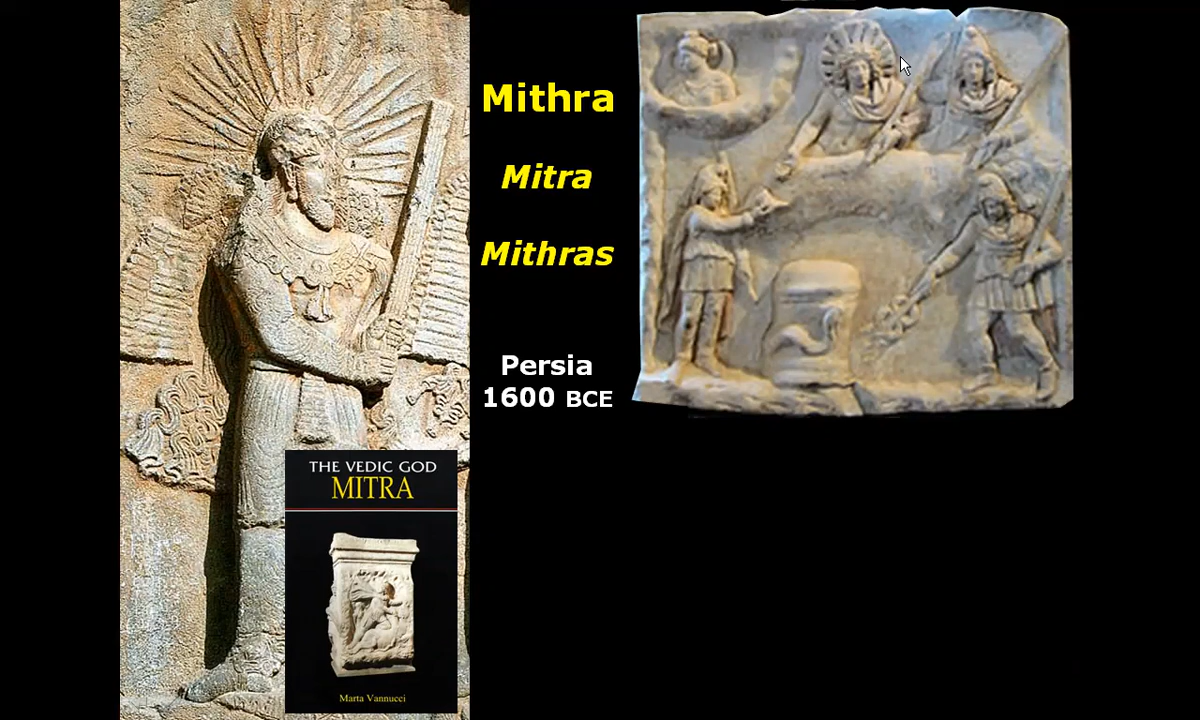 Mithra
Mitra
Mithras
Persia
1600 BCE
THE VEDIC GOD
MITRA
Marta Vannucci